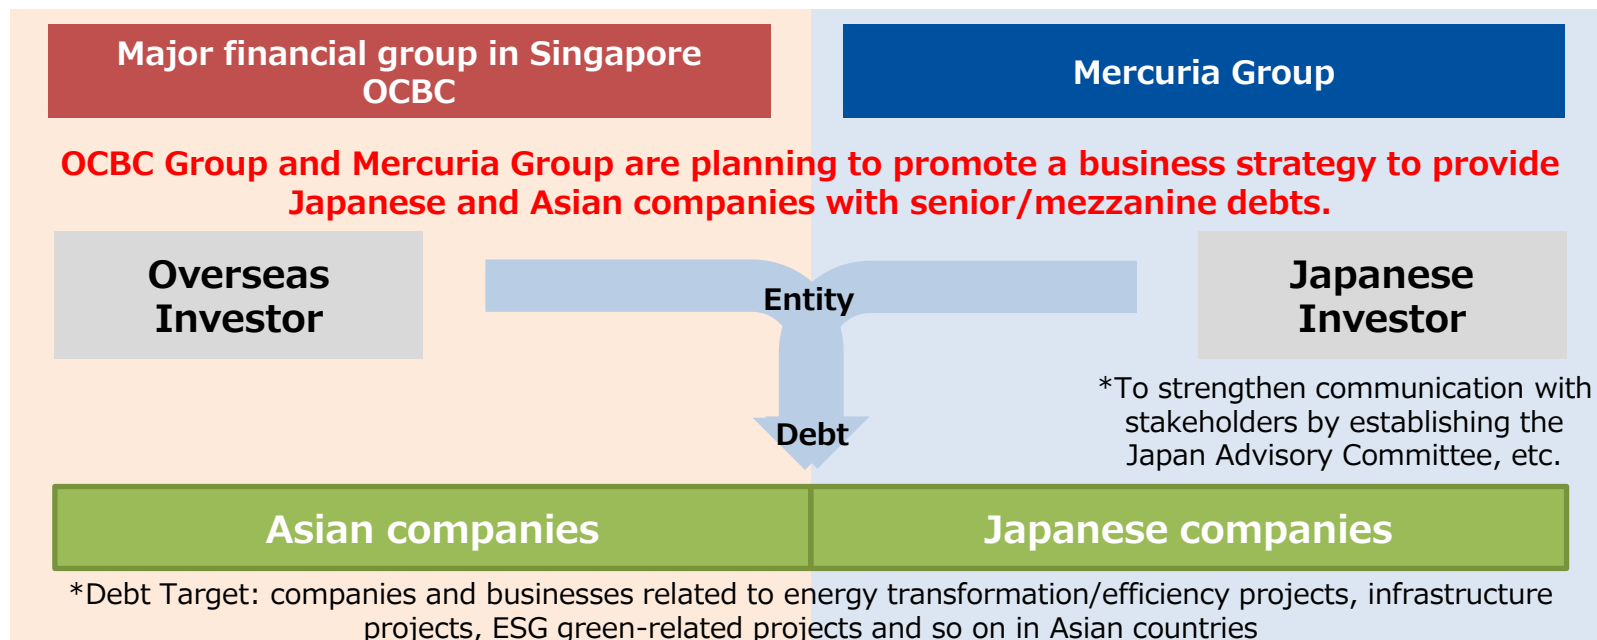 Major financial group in Singapore
OCBC
Mercuria Group
OCBC Group and Mercuria Group are planning to promote a business strategy to provide
Japanese and Asian companies with senior/mezzanine debts.
Overseas
Investor
Entity
Japanese
Investor
*To strengthen communication with
stakeholders by establishing the
Japan Advisory Committee, etc.
Debt
Asian companies
Japanese companies
*Debt Target: companies and businesses related to energy transformation/efficiency projects, infrastructure
projects, ESG green-related projects and so on in Asian countries